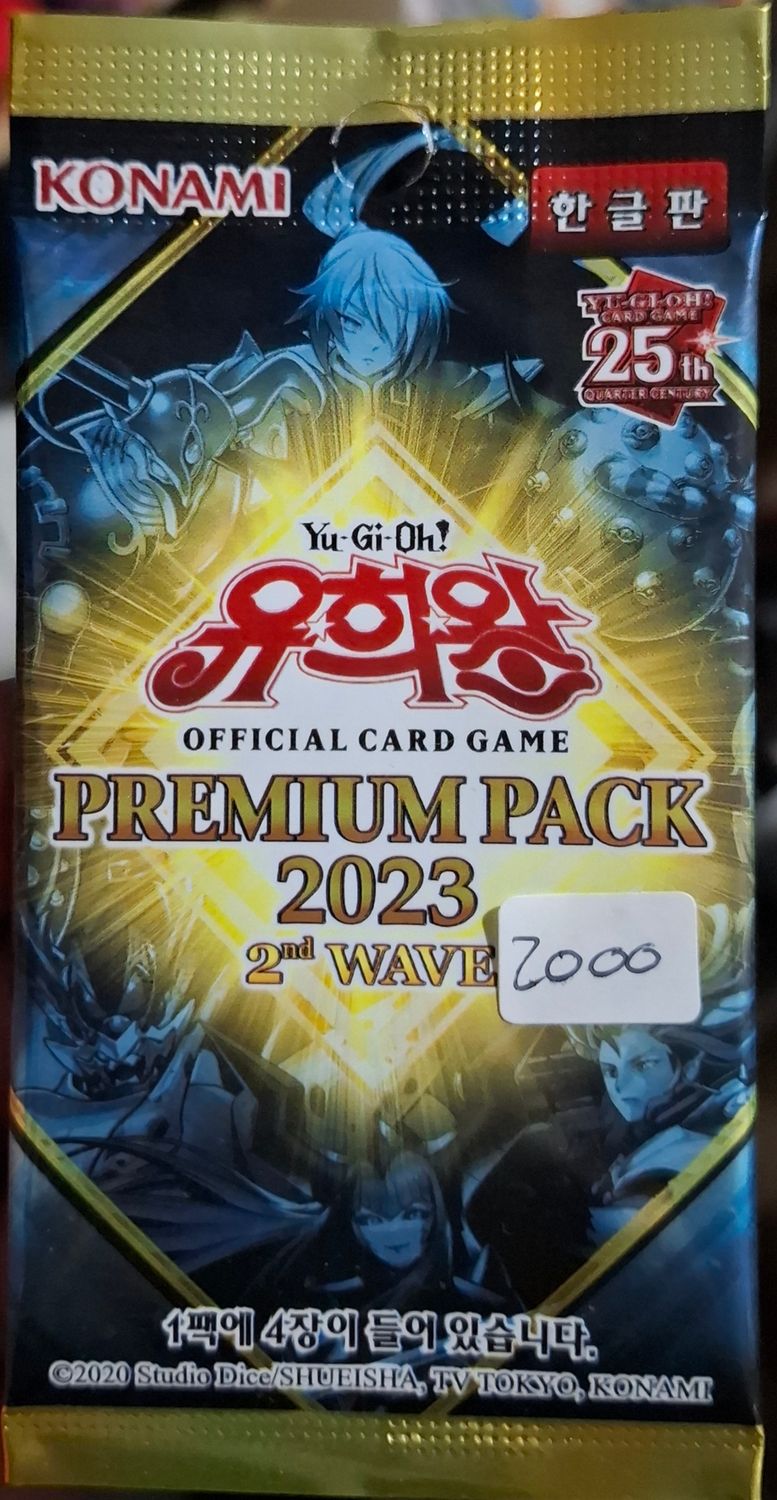 KONAMI
한글판
YU-GI-OH!
CARD GAME
25th
QUARTER CENTURY
Yu-Gi-Oh!
유희왕
OFFICIAL CARD GAME
PREMIUM PACK
2023
2nd WAVE
2000
1팩에 4장이 들어 있습니다.
©2020 Studio Dice/SHUEISHA, TV TOKYO, KONAMI